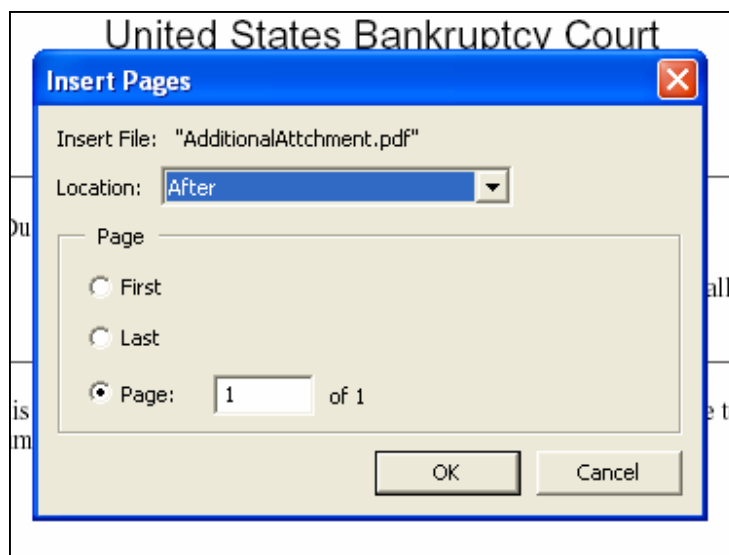 United States Bankruptcy Court
Insert Pages
Insert File: "AdditionalAttchment.pdf"
Location: After
Page
First
Last
Page: 1 of 1
OK Cancel